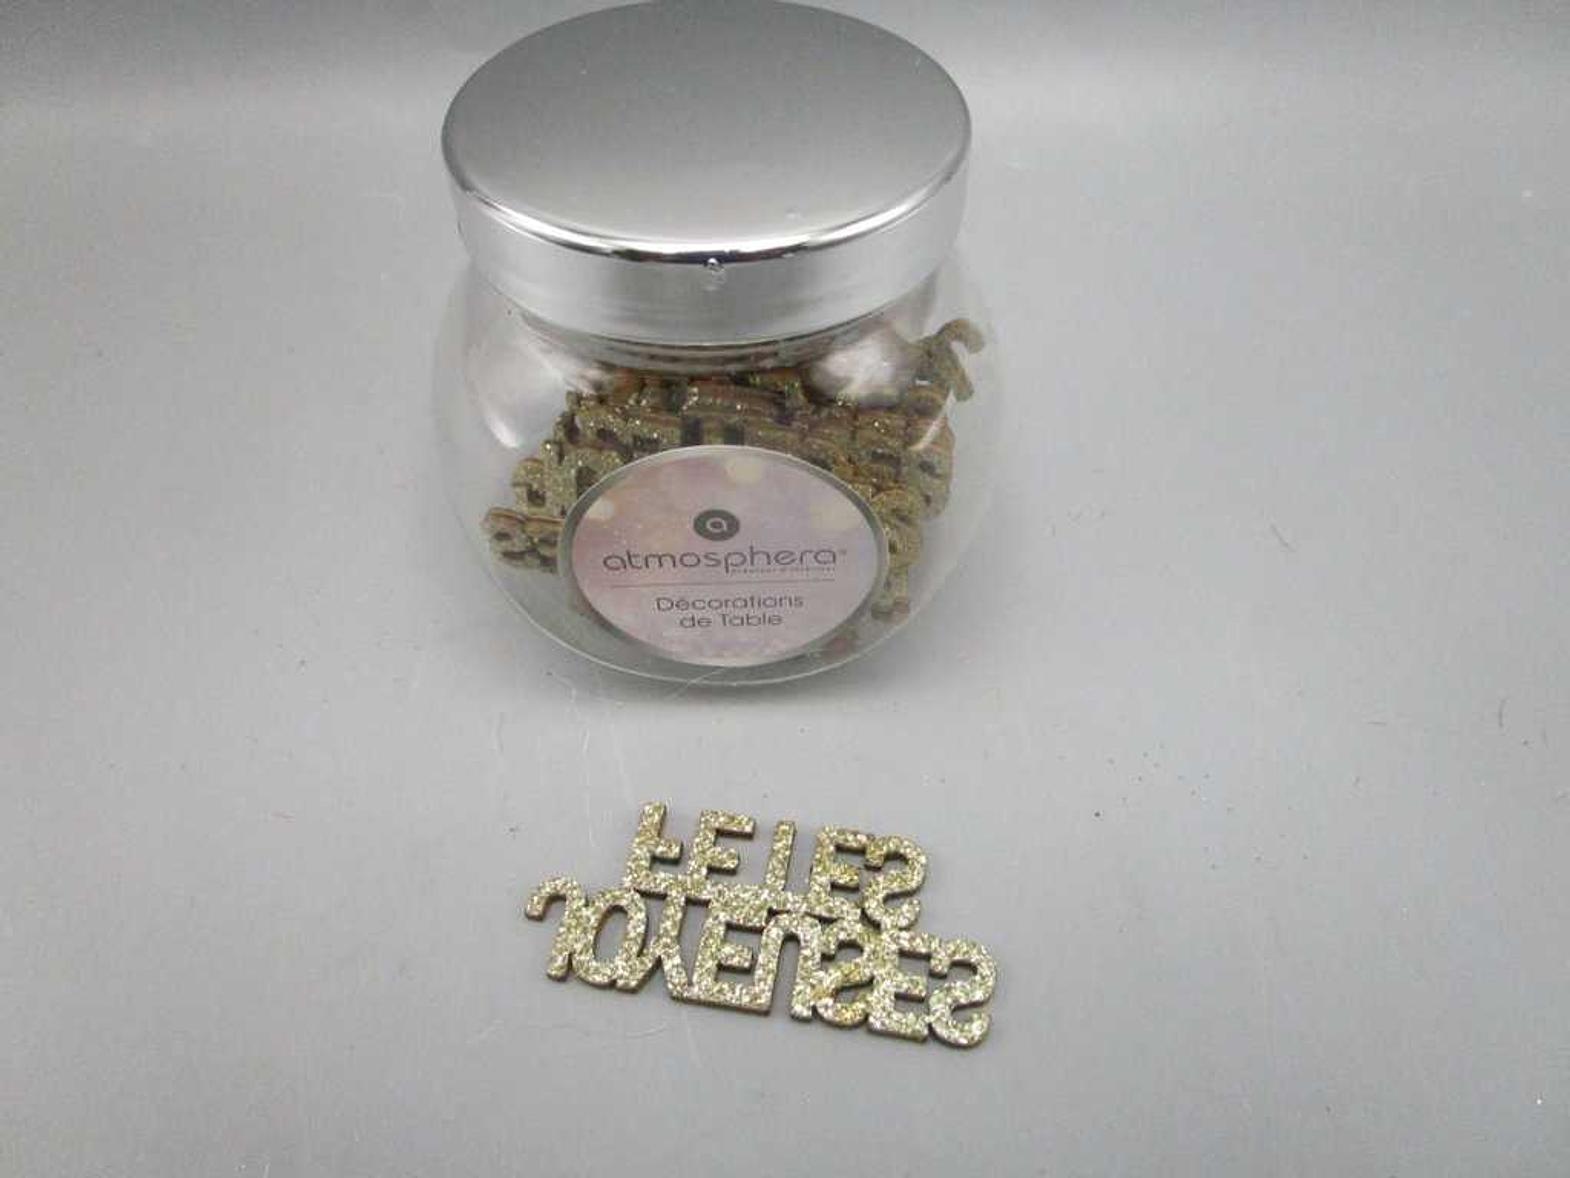 a
atmosphera®
Décorations
de Table
JOYEUSES
FETES